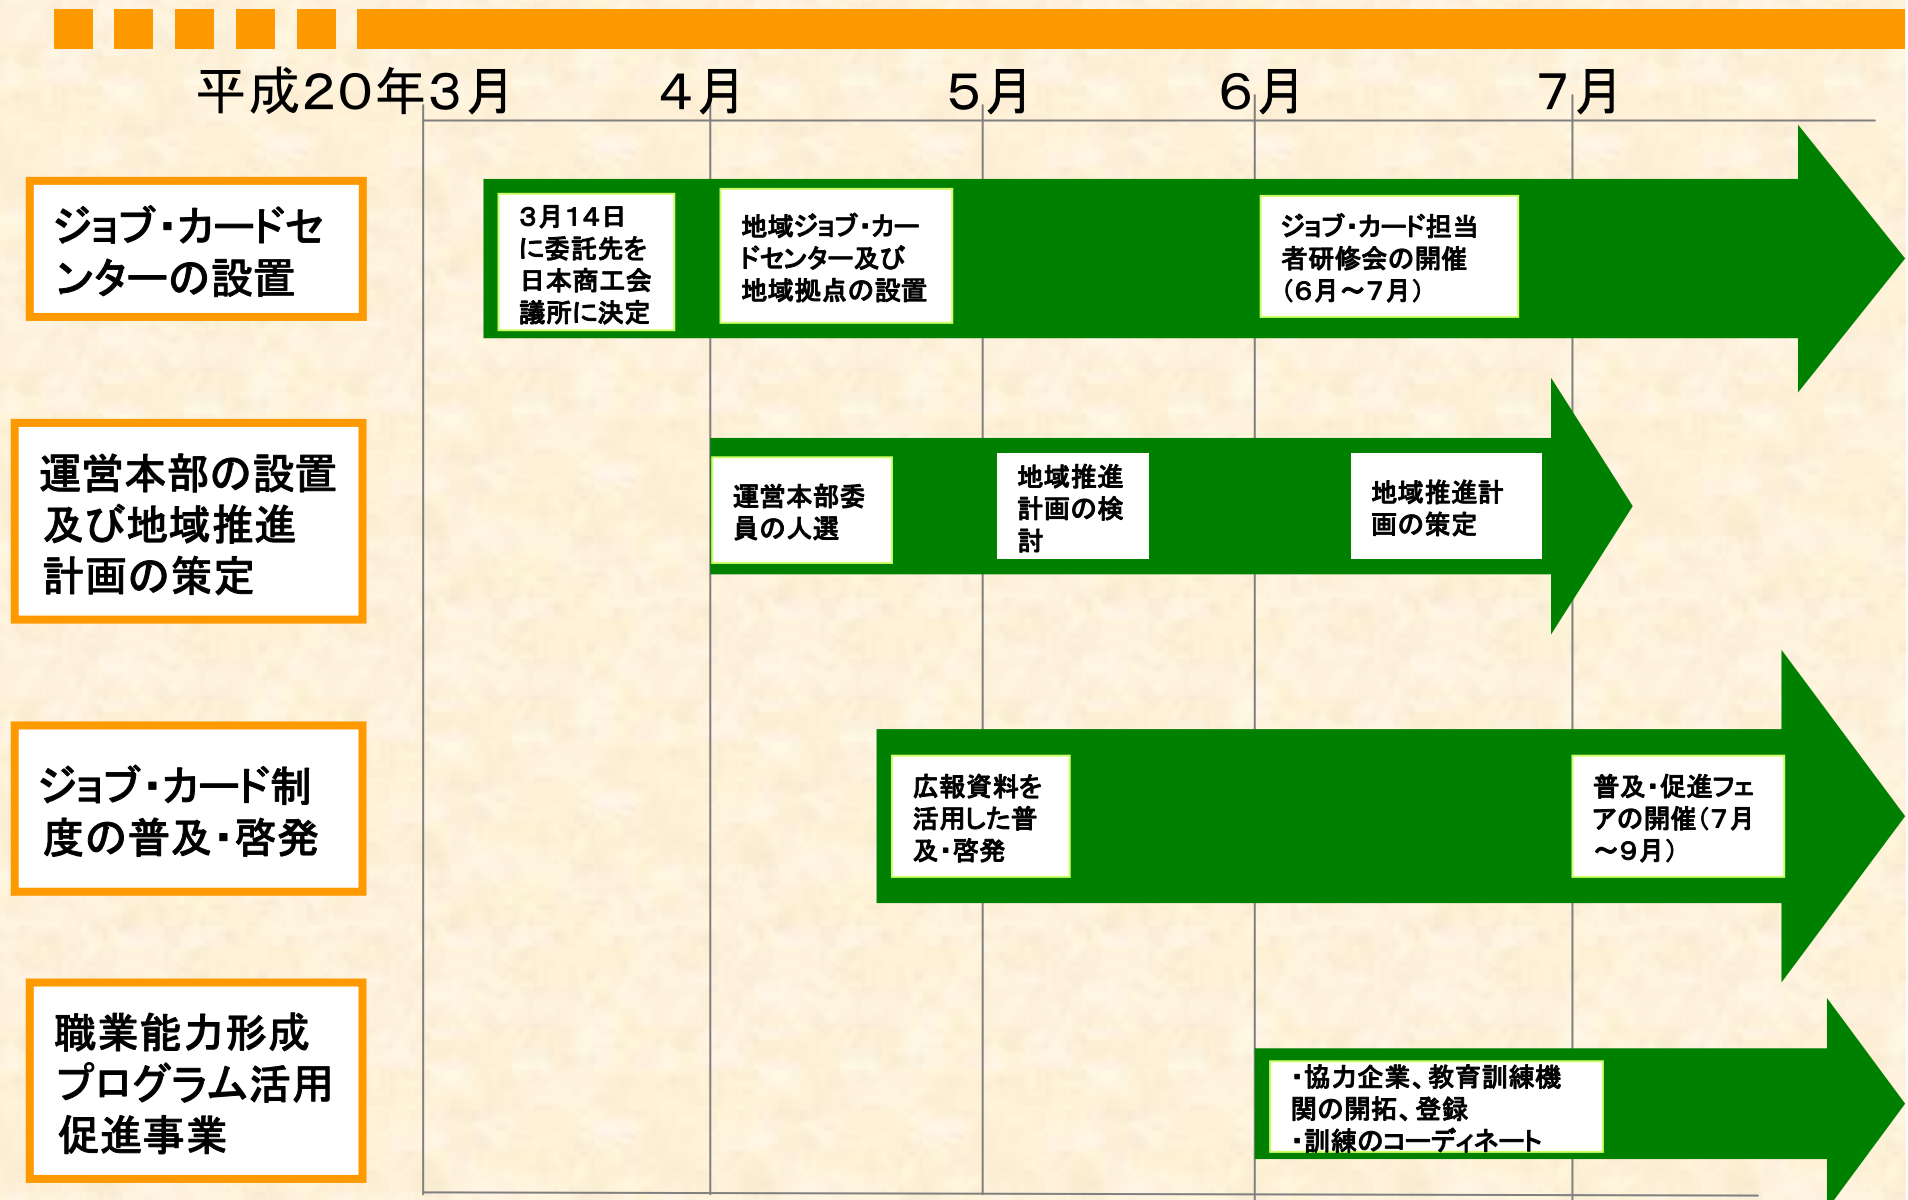 平成20年3月 4月 5月 6月 7月
ジョブ・カードセ
ンターの設置
3月14日
に委託先を
日本商工会
議所に決定
地域ジョブ・カー
ドセンター及び
地域拠点の設置
ジョブ・カード担当
者研修会の開催
（6月～7月）
運営本部の設置
及び地域推進
計画の策定
運営本部委
員の人選
地域推進
計画の検
討
地域推進計
画の策定
ジョブ・カード制
度の普及・啓発
広報資料を
活用した普
及・啓発
普及・促進フェ
アの開催（7月
～9月）
職業能力形成
プログラム活用
促進事業
・協力企業、教育訓練機
関の開拓、登録
・訓練のコーディネート